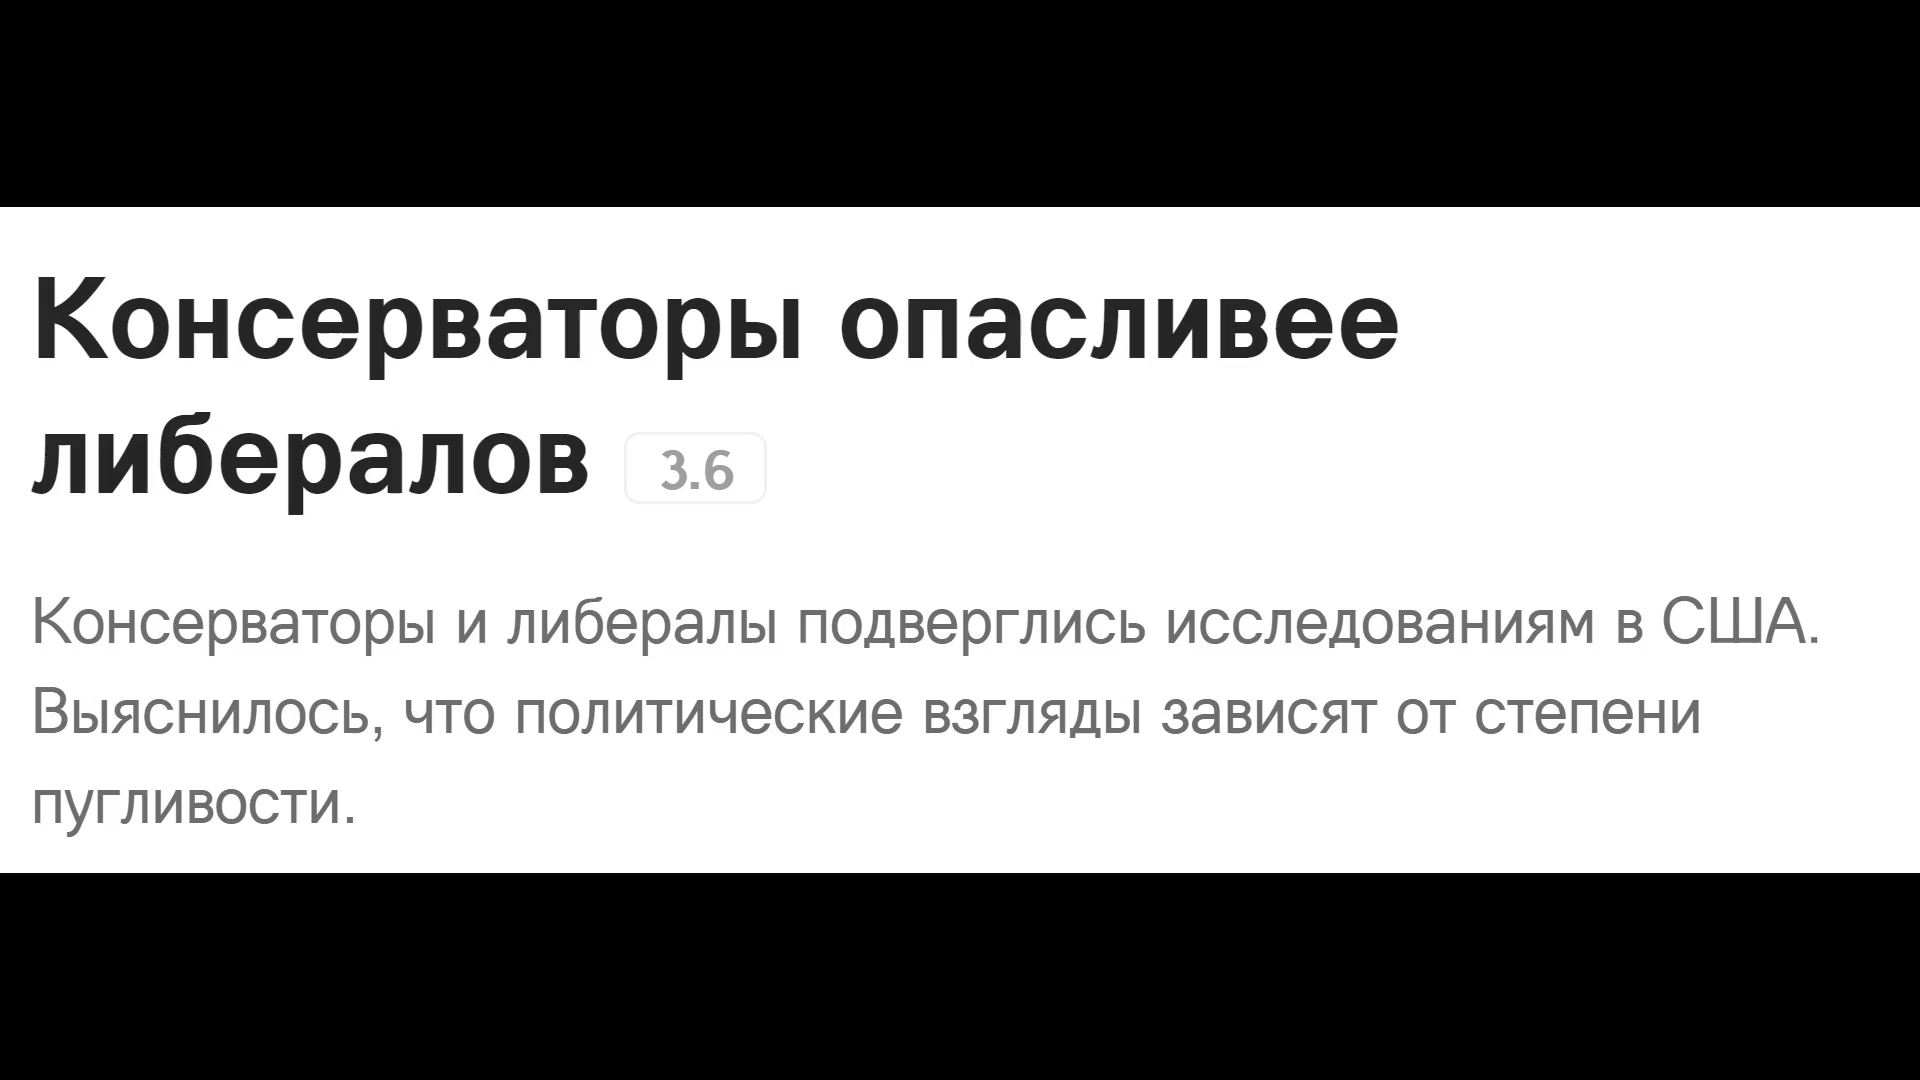 Консерваторы опасливее
либералов 3.6
Консерваторы и либералы подверглись исследованиям в США.
Выяснилось, что политические взгляды зависят от степени
пугливости.